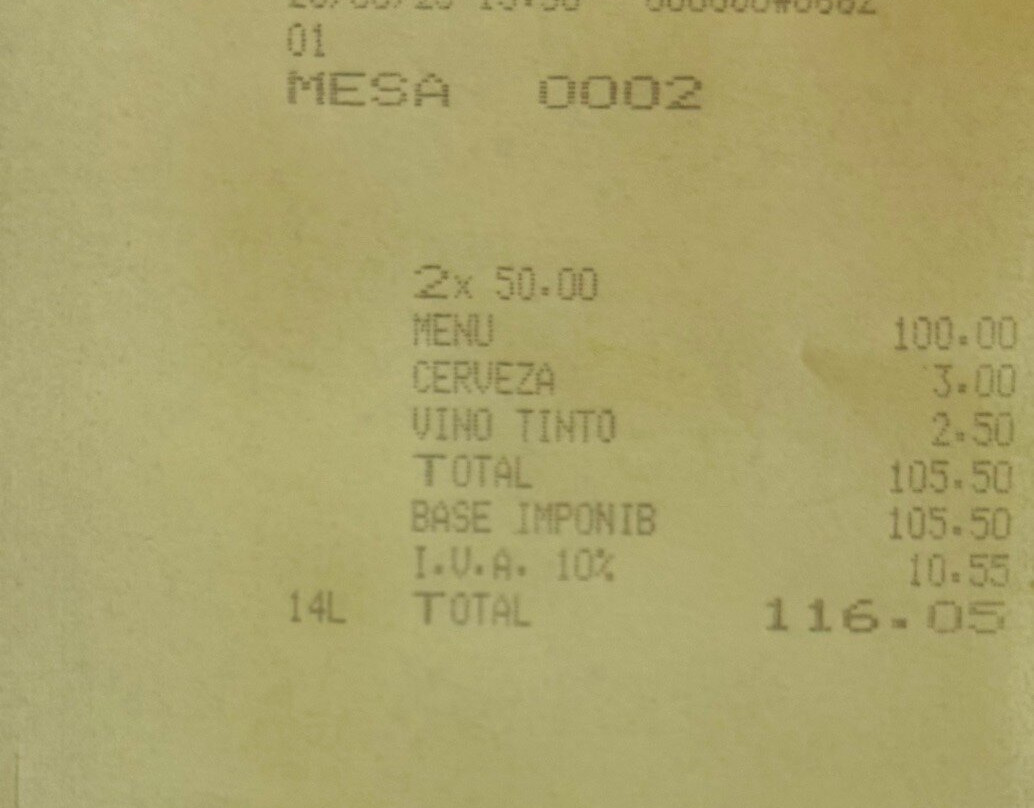 01
MESA 0002
2x 50.00
MENU 100.00
CERVEZA 3.00
VINO TINTO 2.50
TOTAL 105.50
BASE IMPONIB 105.50
I.V.A. 10% 10.55
14L TOTAL 116.05